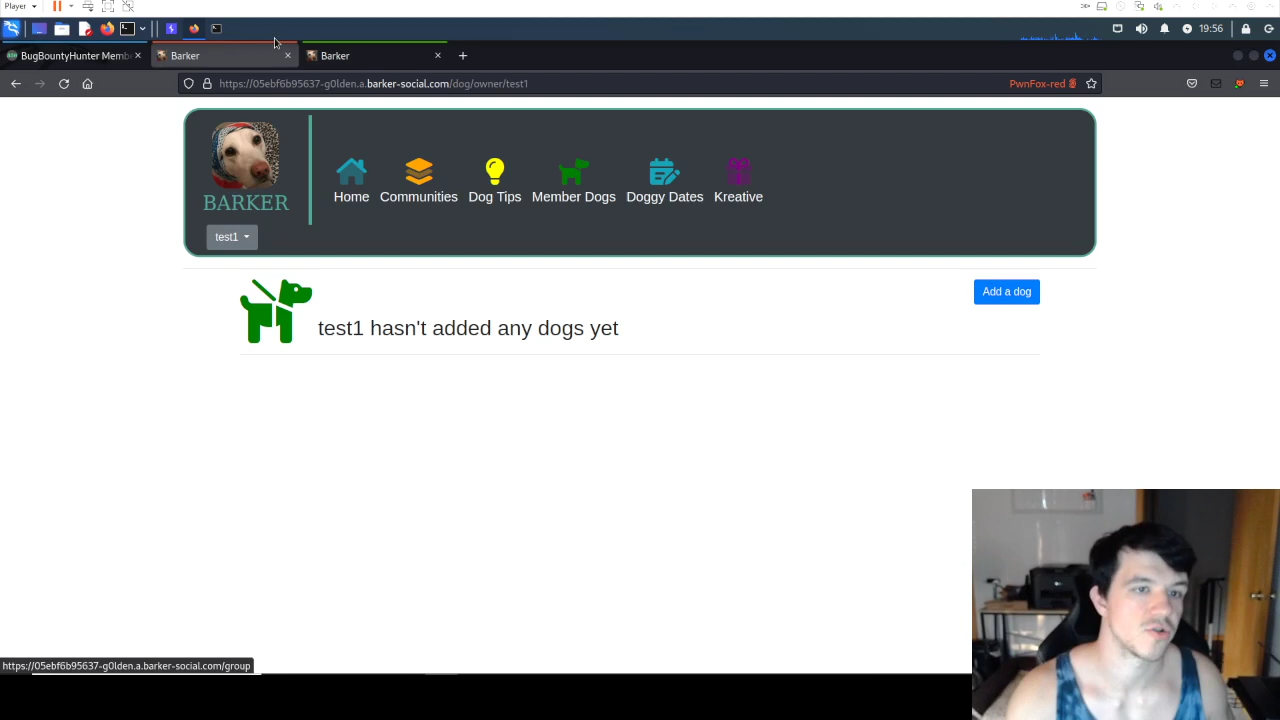 Player
19:56
BugBountyHunter Memb
Barker
Barker
https://05ebf6b95637-g0lden.a.barker-social.com/dog/owner/test1
PwnFox-red
BARKER
Home
Communities
Dog Tips
Member Dogs
Doggy Dates
Kreative
test1
Add a dog
test1 hasn't added any dogs yet
https://05ebf6b95637-g0lden.a.barker-social.com/group